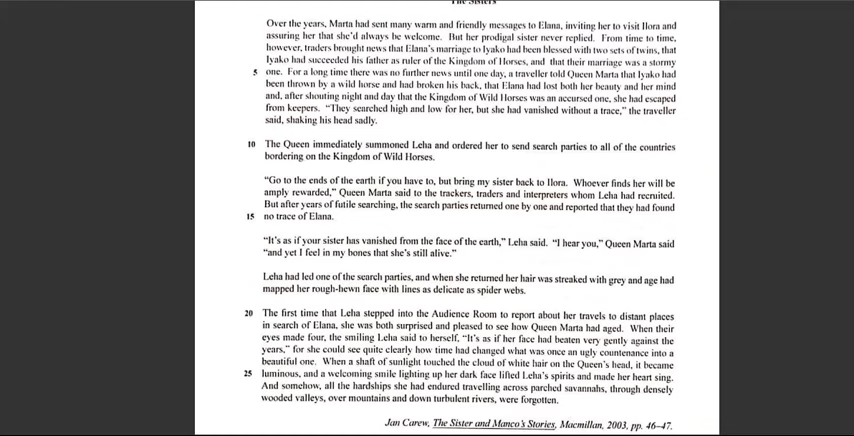 The Sisters
Over the years, Marta had sent many warm and friendly messages to Elana, inviting her to visit Ilora and
assuring her that she'd always be welcome. But her prodigal sister never replied. From time to time,
however, traders brought news that Elana's marriage to Iyako had been blessed with two sets of twins, that
Iyako had succeeded his father as ruler of the Kingdom of Horses, and that their marriage was a stormy
5 one. For a long time there was no further news until one day, a traveller told Queen Marta that Iyako had
been thrown by a wild horse and had broken his back, that Elana had lost both her beauty and her mind
and, after shouting night and day that the Kingdom of Wild Horses was an accursed one, she had escaped
from keepers. "They searched high and low for her, but she had vanished without a trace," the traveller
said, shaking his head sadly.
10 The Queen immediately summoned Leha and ordered her to send search parties to all of the countries
bordering on the Kingdom of Wild Horses.
"Go to the ends of the earth if you have to, but bring my sister back to Ilora. Whoever finds her will be
amply rewarded," Queen Marta said to the trackers, traders and interpreters whom Leha had recruited.
But after years of futile searching, the search parties returned one by one and reported that they had found
15 no trace of Elana.
"It's as if your sister has vanished from the face of the earth," Leha said. "I hear you," Queen Marta said
"and yet I feel in my bones that she's still alive."
Leha had led one of the search parties, and when she returned her hair was streaked with grey and age had
mapped her rough-hewn face with lines as delicate as spider webs.
20 The first time that Leha stepped into the Audience Room to report about her travels to distant places
in search of Elana, she was both surprised and pleased to see how Queen Marta had aged. When their
eyes made four, the smiling Leha said to herself, "It's as if her face had beaten very gently against the
years," for she could see quite clearly how time had changed what was once an ugly countenance into a
beautiful one. When a shaft of sunlight touched the cloud of white hair on the Queen's head, it became
25 luminous, and a welcoming smile lighting up her dark face lifted Leha's spirits and made her heart sing.
And somehow, all the hardships she had endured travelling across parched savannahs, through densely
wooded valleys, over mountains and down turbulent rivers, were forgotten.
Jan Carew, The Sister and Manco's Stories, Macmillan, 2003, pp. 46–47.